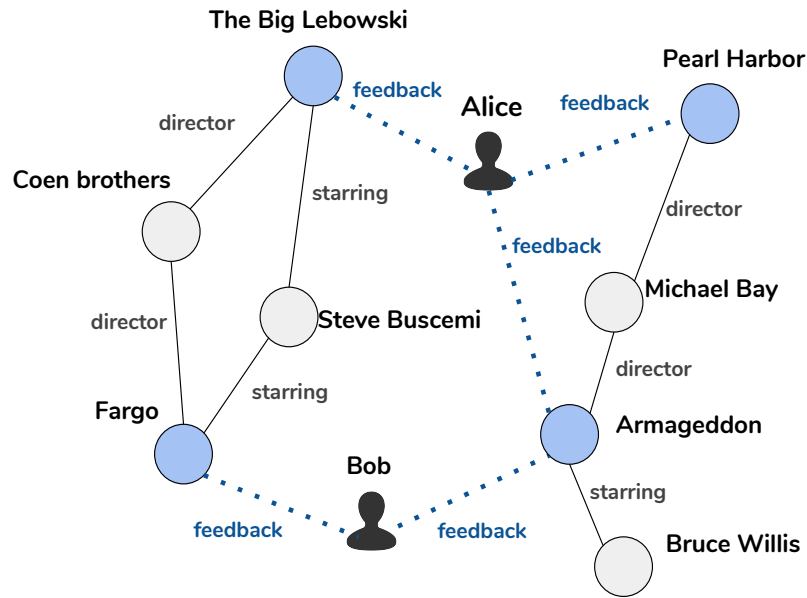 The Big Lebowski
Pearl Harbor
feedback
Alice
feedback
director
Coen brothers
starring
director
feedback
Michael Bay
Steve Buscemi
director
director
starring
Fargo
Armageddon
Bob
starring
feedback
feedback
Bruce Willis